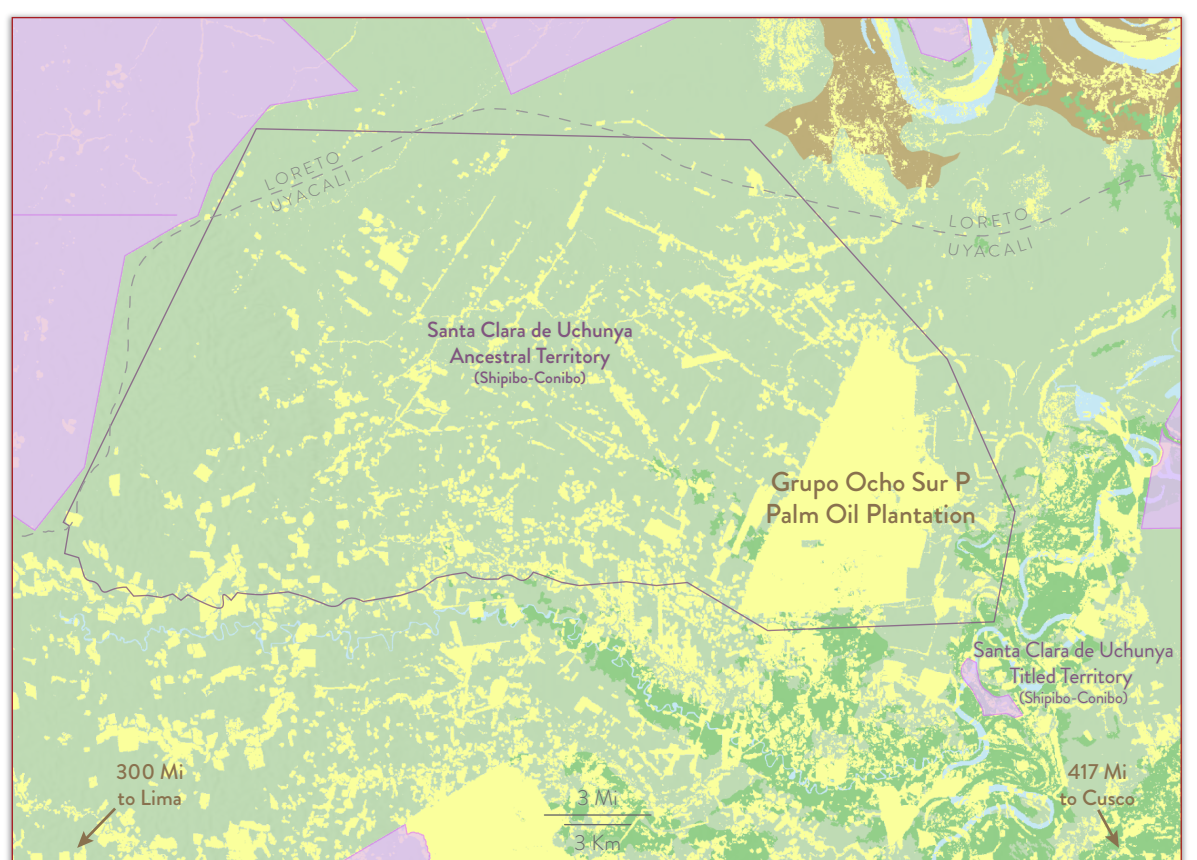 LORETO
UYACALI
LORETO
UYACALI
Santa Clara de Uchunya
Ancestral Territory
(Shipibo-Conibo)
Grupo Ocho Sur P
Palm Oil Plantation
Santa Clara de Uchunya
Titled Territory
(Shipibo-Conibo)
300 Mi
to Lima
3 Mi
3 Km
417 Mi
to Cusco